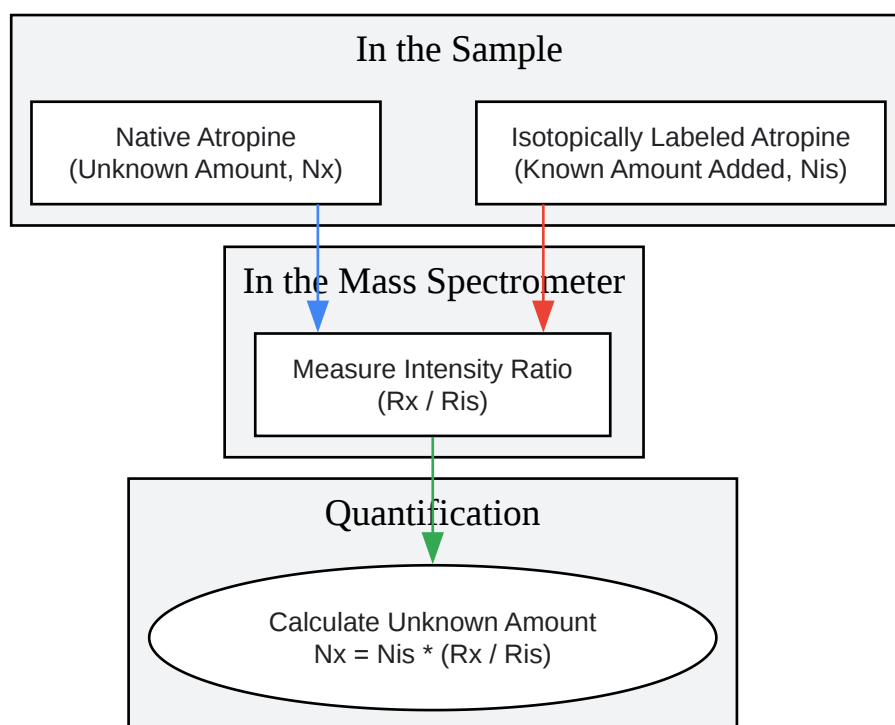 In the Sample
Native Atropine
(Unknown Amount, Nx)
Isotopically Labeled Atropine
(Known Amount Added, Nis)
In the Mass Spectrometer
Measure Intensity Ratio
(Rx / Ris)
Quantification
Calculate Unknown Amount
Nx = Nis * (Rx / Ris)